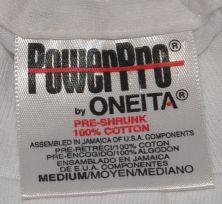 PowerPro®
by ONEITA®
PRE-SHRUNK
100% COTTON
ASSEMBLED IN JAMAICA OF U.S.A. COMPONENTS
PRE-RETRECI/100% COTON
PRE-ENCOGIDO/100% ALGODON
ENSAMBLADO EN JAMAICA
DE E.U.A. COMPONENTES
MEDIUM/MOYEN/MEDIANO